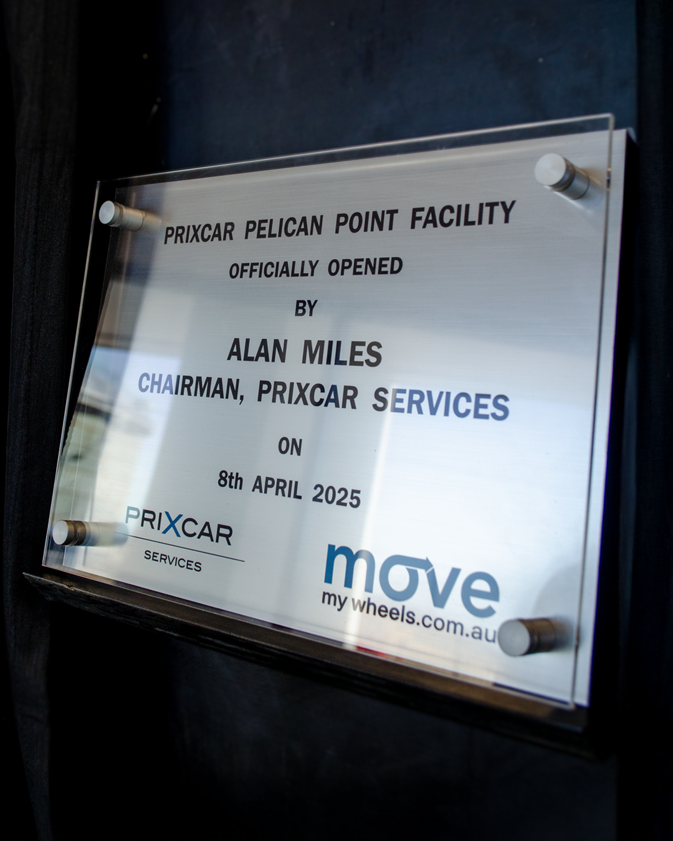 PRIXCAR PELICAN POINT FACILITY
OFFICIALLY OPENED
BY
ALAN MILES
CHAIRMAN, PRIXCAR SERVICES
ON
8th APRIL 2025
PRIXCAR
SERVICES
move
my wheels.com.au